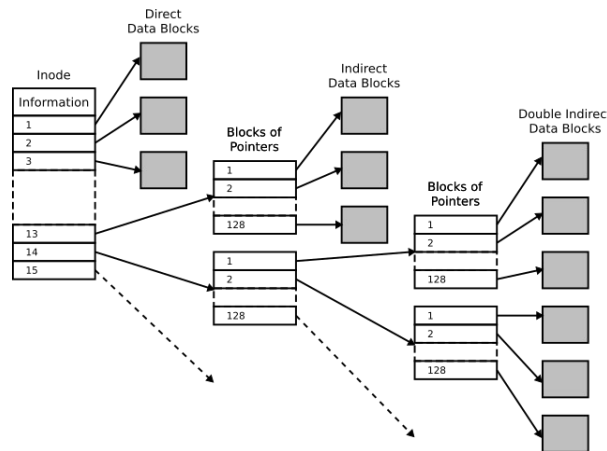 Direct
Data Blocks
Inode
Information
1
2
3
13
14
15
Blocks of
Pointers
1
2
128
1
2
128
Indirect
Data Blocks
Blocks of
Pointers
1
2
128
1
2
128
Double Indirec
Data Blocks